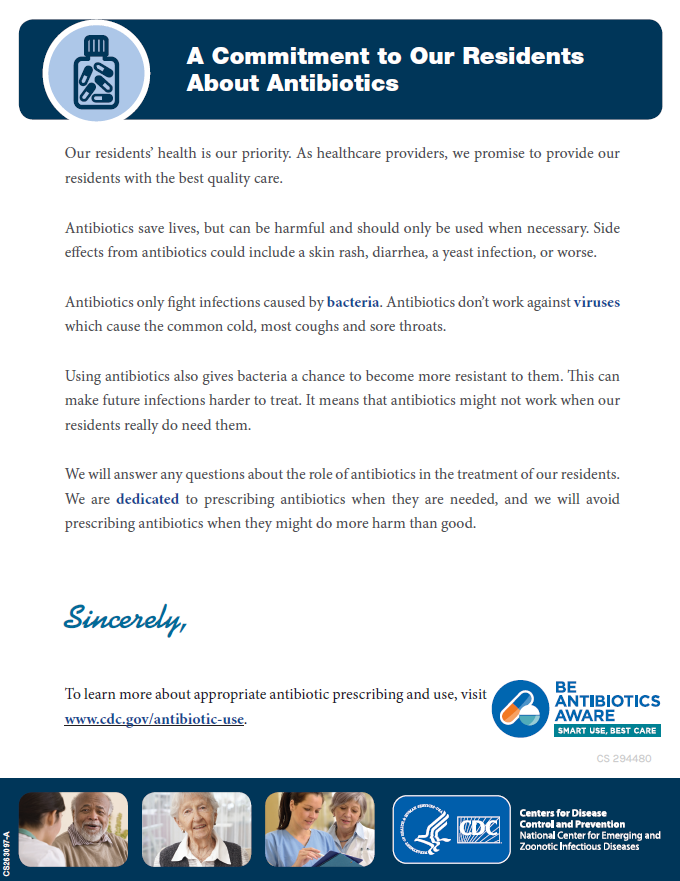 A Commitment to Our Residents
About Antibiotics
Our residents’ health is our priority. As healthcare providers, we promise to provide our
residents with the best quality care.
Antibiotics save lives, but can be harmful and should only be used when necessary. Side
effects from antibiotics could include a skin rash, diarrhea, a yeast infection, or worse.
Antibiotics only fight infections caused by bacteria. Antibiotics don’t work against viruses
which cause the common cold, most coughs and sore throats.
Using antibiotics also gives bacteria a chance to become more resistant to them. This can
make future infections harder to treat. It means that antibiotics might not work when our
residents really do need them.
We will answer any questions about the role of antibiotics in the treatment of our residents.
We are dedicated to prescribing antibiotics when they are needed, and we will avoid
prescribing antibiotics when they might do more harm than good.
Sincerely,
To learn more about appropriate antibiotic prescribing and use, visit
www.cdc.gov/antibiotic-use.
BE
ANTIBIOTICS
AWARE
SMART USE, BEST CARE
CS 294480
CS263097-A
CDC
Centers for Disease
Control and Prevention
National Center for Emerging and
Zoonotic Infectious Diseases